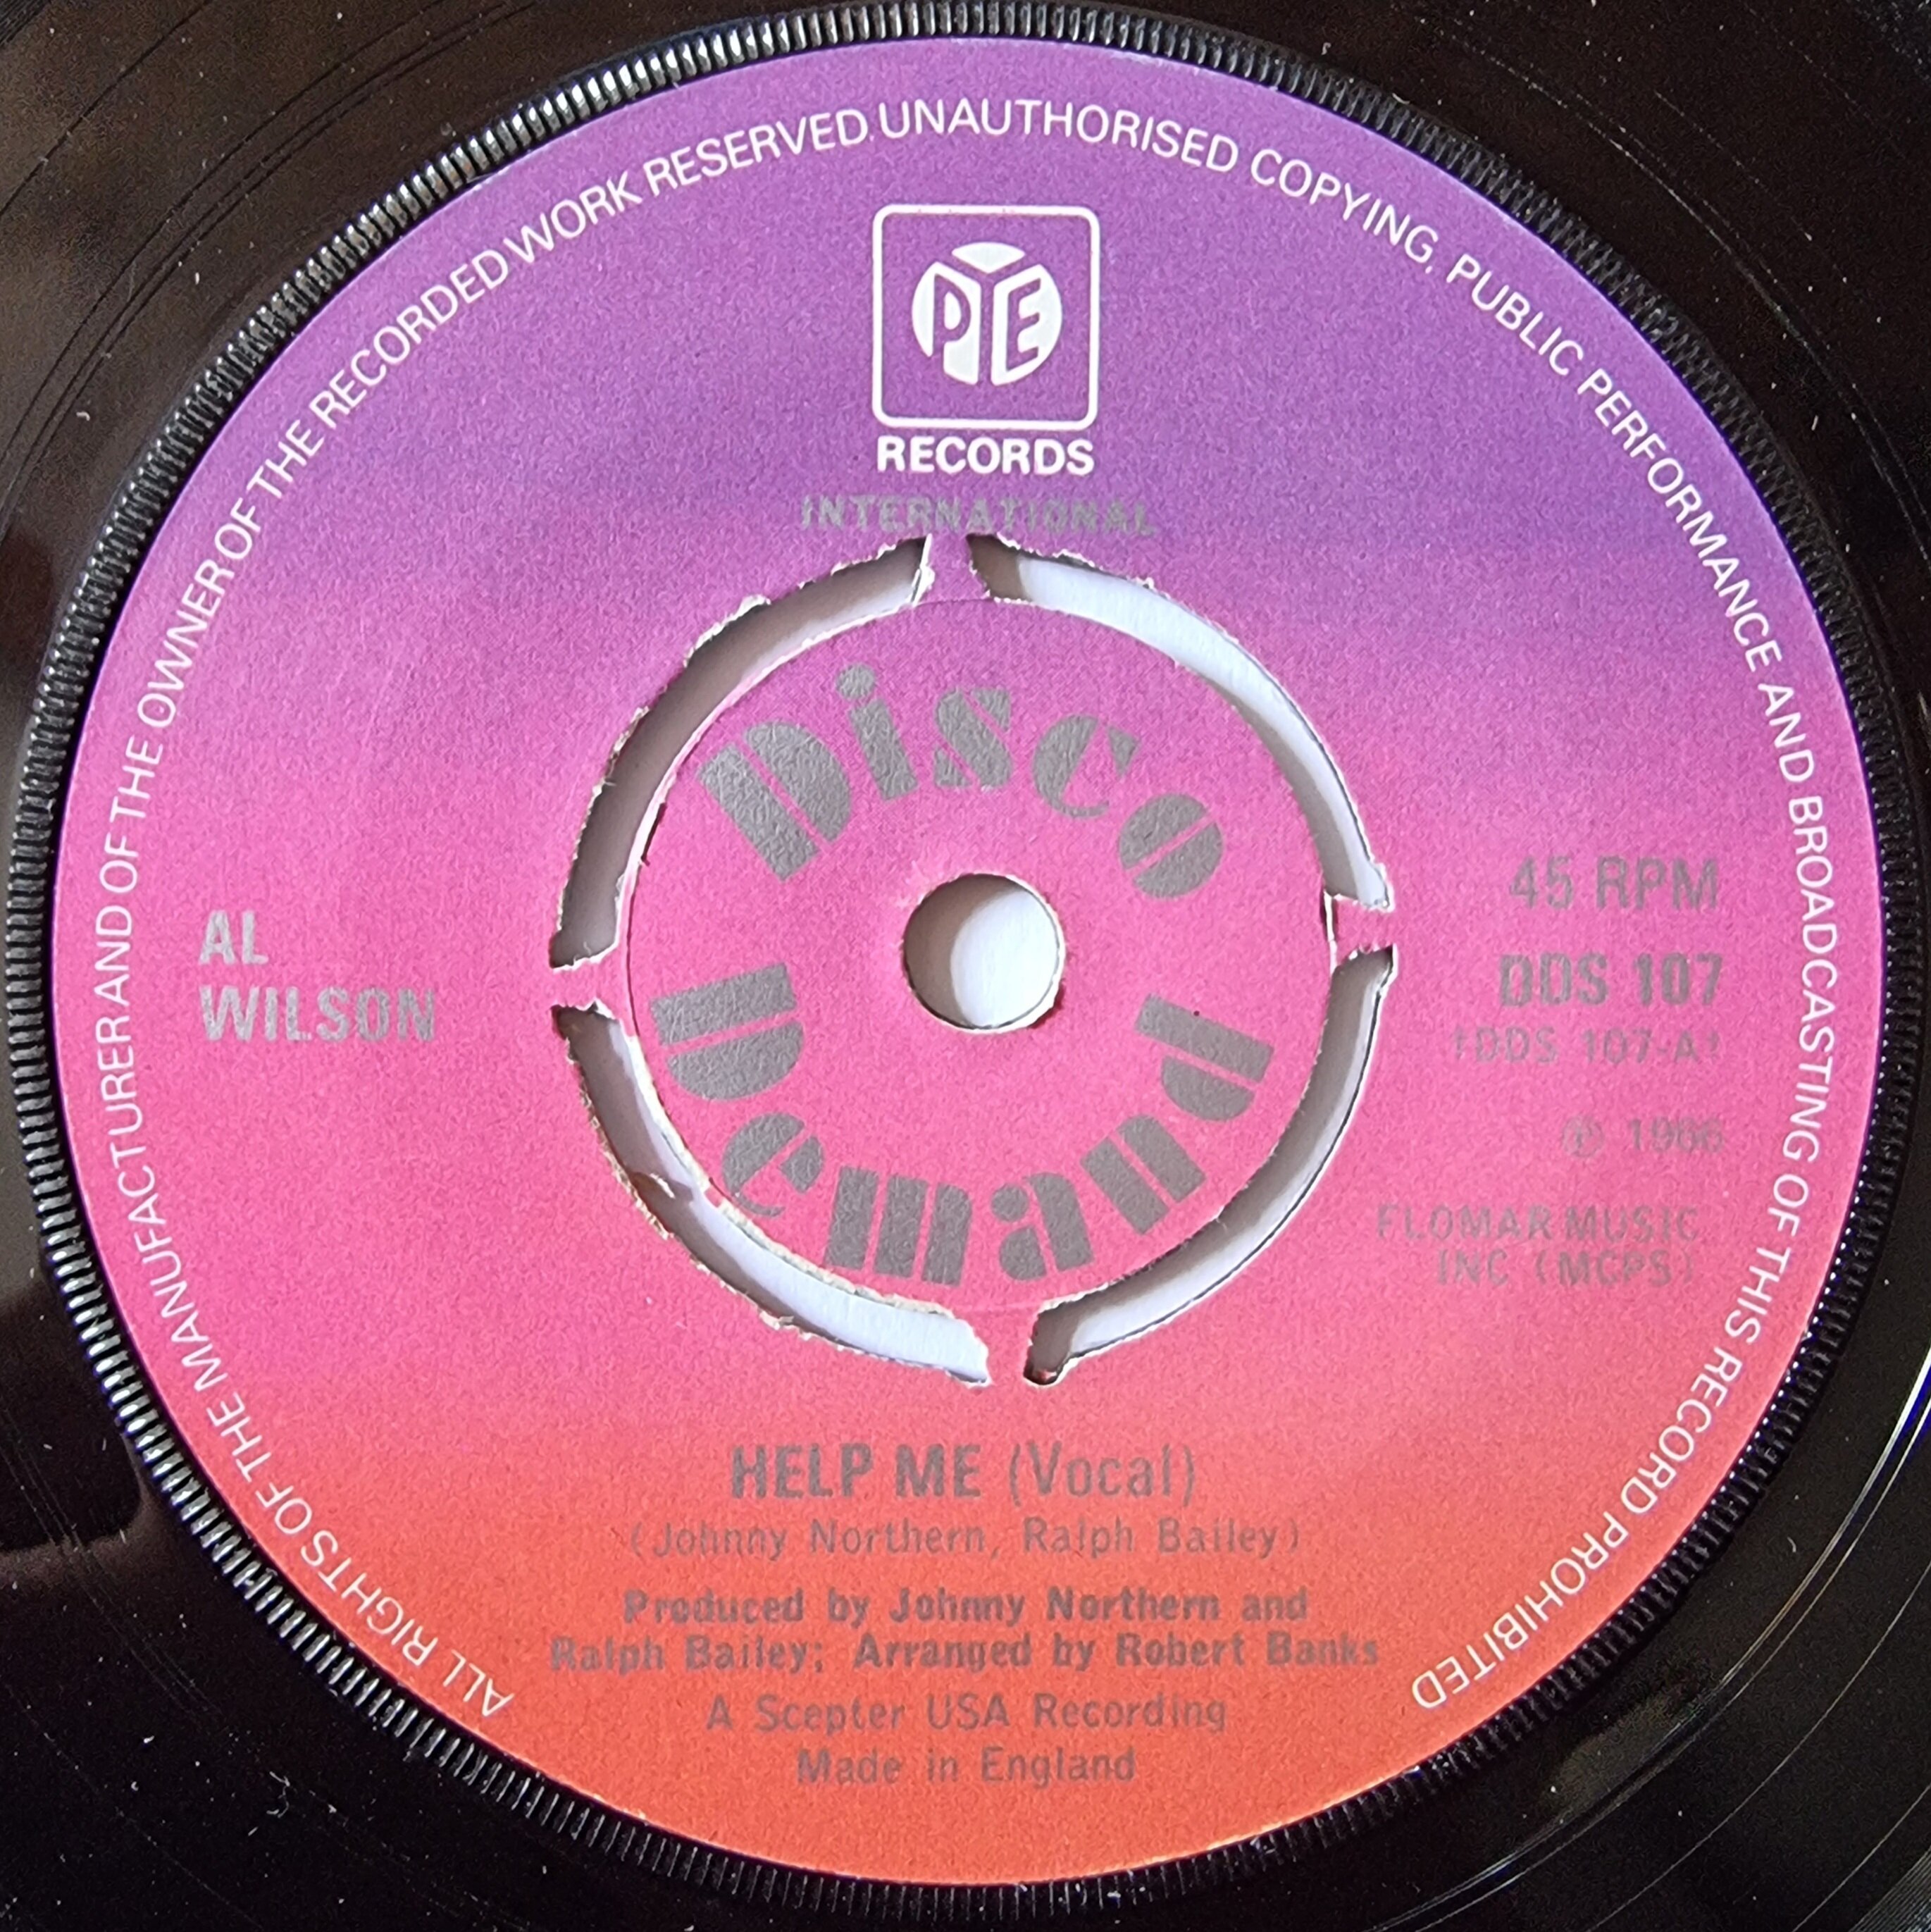 ALL RIGHTS OF THE MANUFACTURER AND OF THE OWNER OF THE RECORDED WORK RESERVED. UNAUTHORISED COPYING, PUBLIC PERFORMANCE AND BROADCASTING OF THIS RECORD PROHIBITED
PYE
RECORDS
INTERNATIONAL
Disco
Demand
AL
WILSON
45 RPM
DDS 107
(DDS 107-A)
℗ 1966
FLOMAR MUSIC
INC (MCPS)
HELP ME (Vocal)
(Johnny Northern, Ralph Bailey)
Produced by Johnny Northern and
Ralph Bailey; Arranged by Robert Banks
A Scepter USA Recording
Made in England